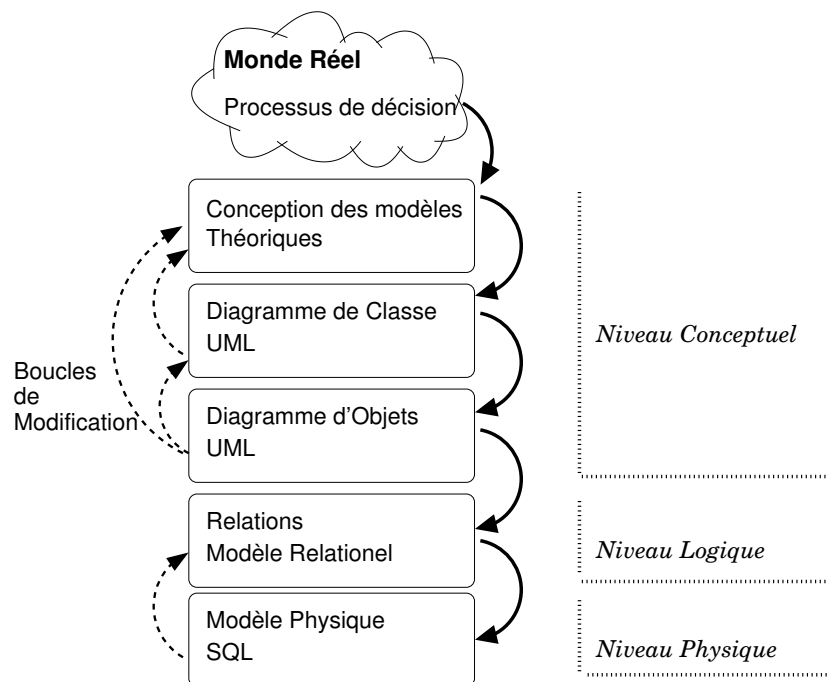 Monde Réel
Processus de décision
Conception des modèles
Théoriques
Diagramme de Classe
UML
Niveau Conceptuel
Boucles
de
Modification
Diagramme d'Objets
UML
Relations
Modèle Relationel
Niveau Logique
Modèle Physique
SQL
Niveau Physique